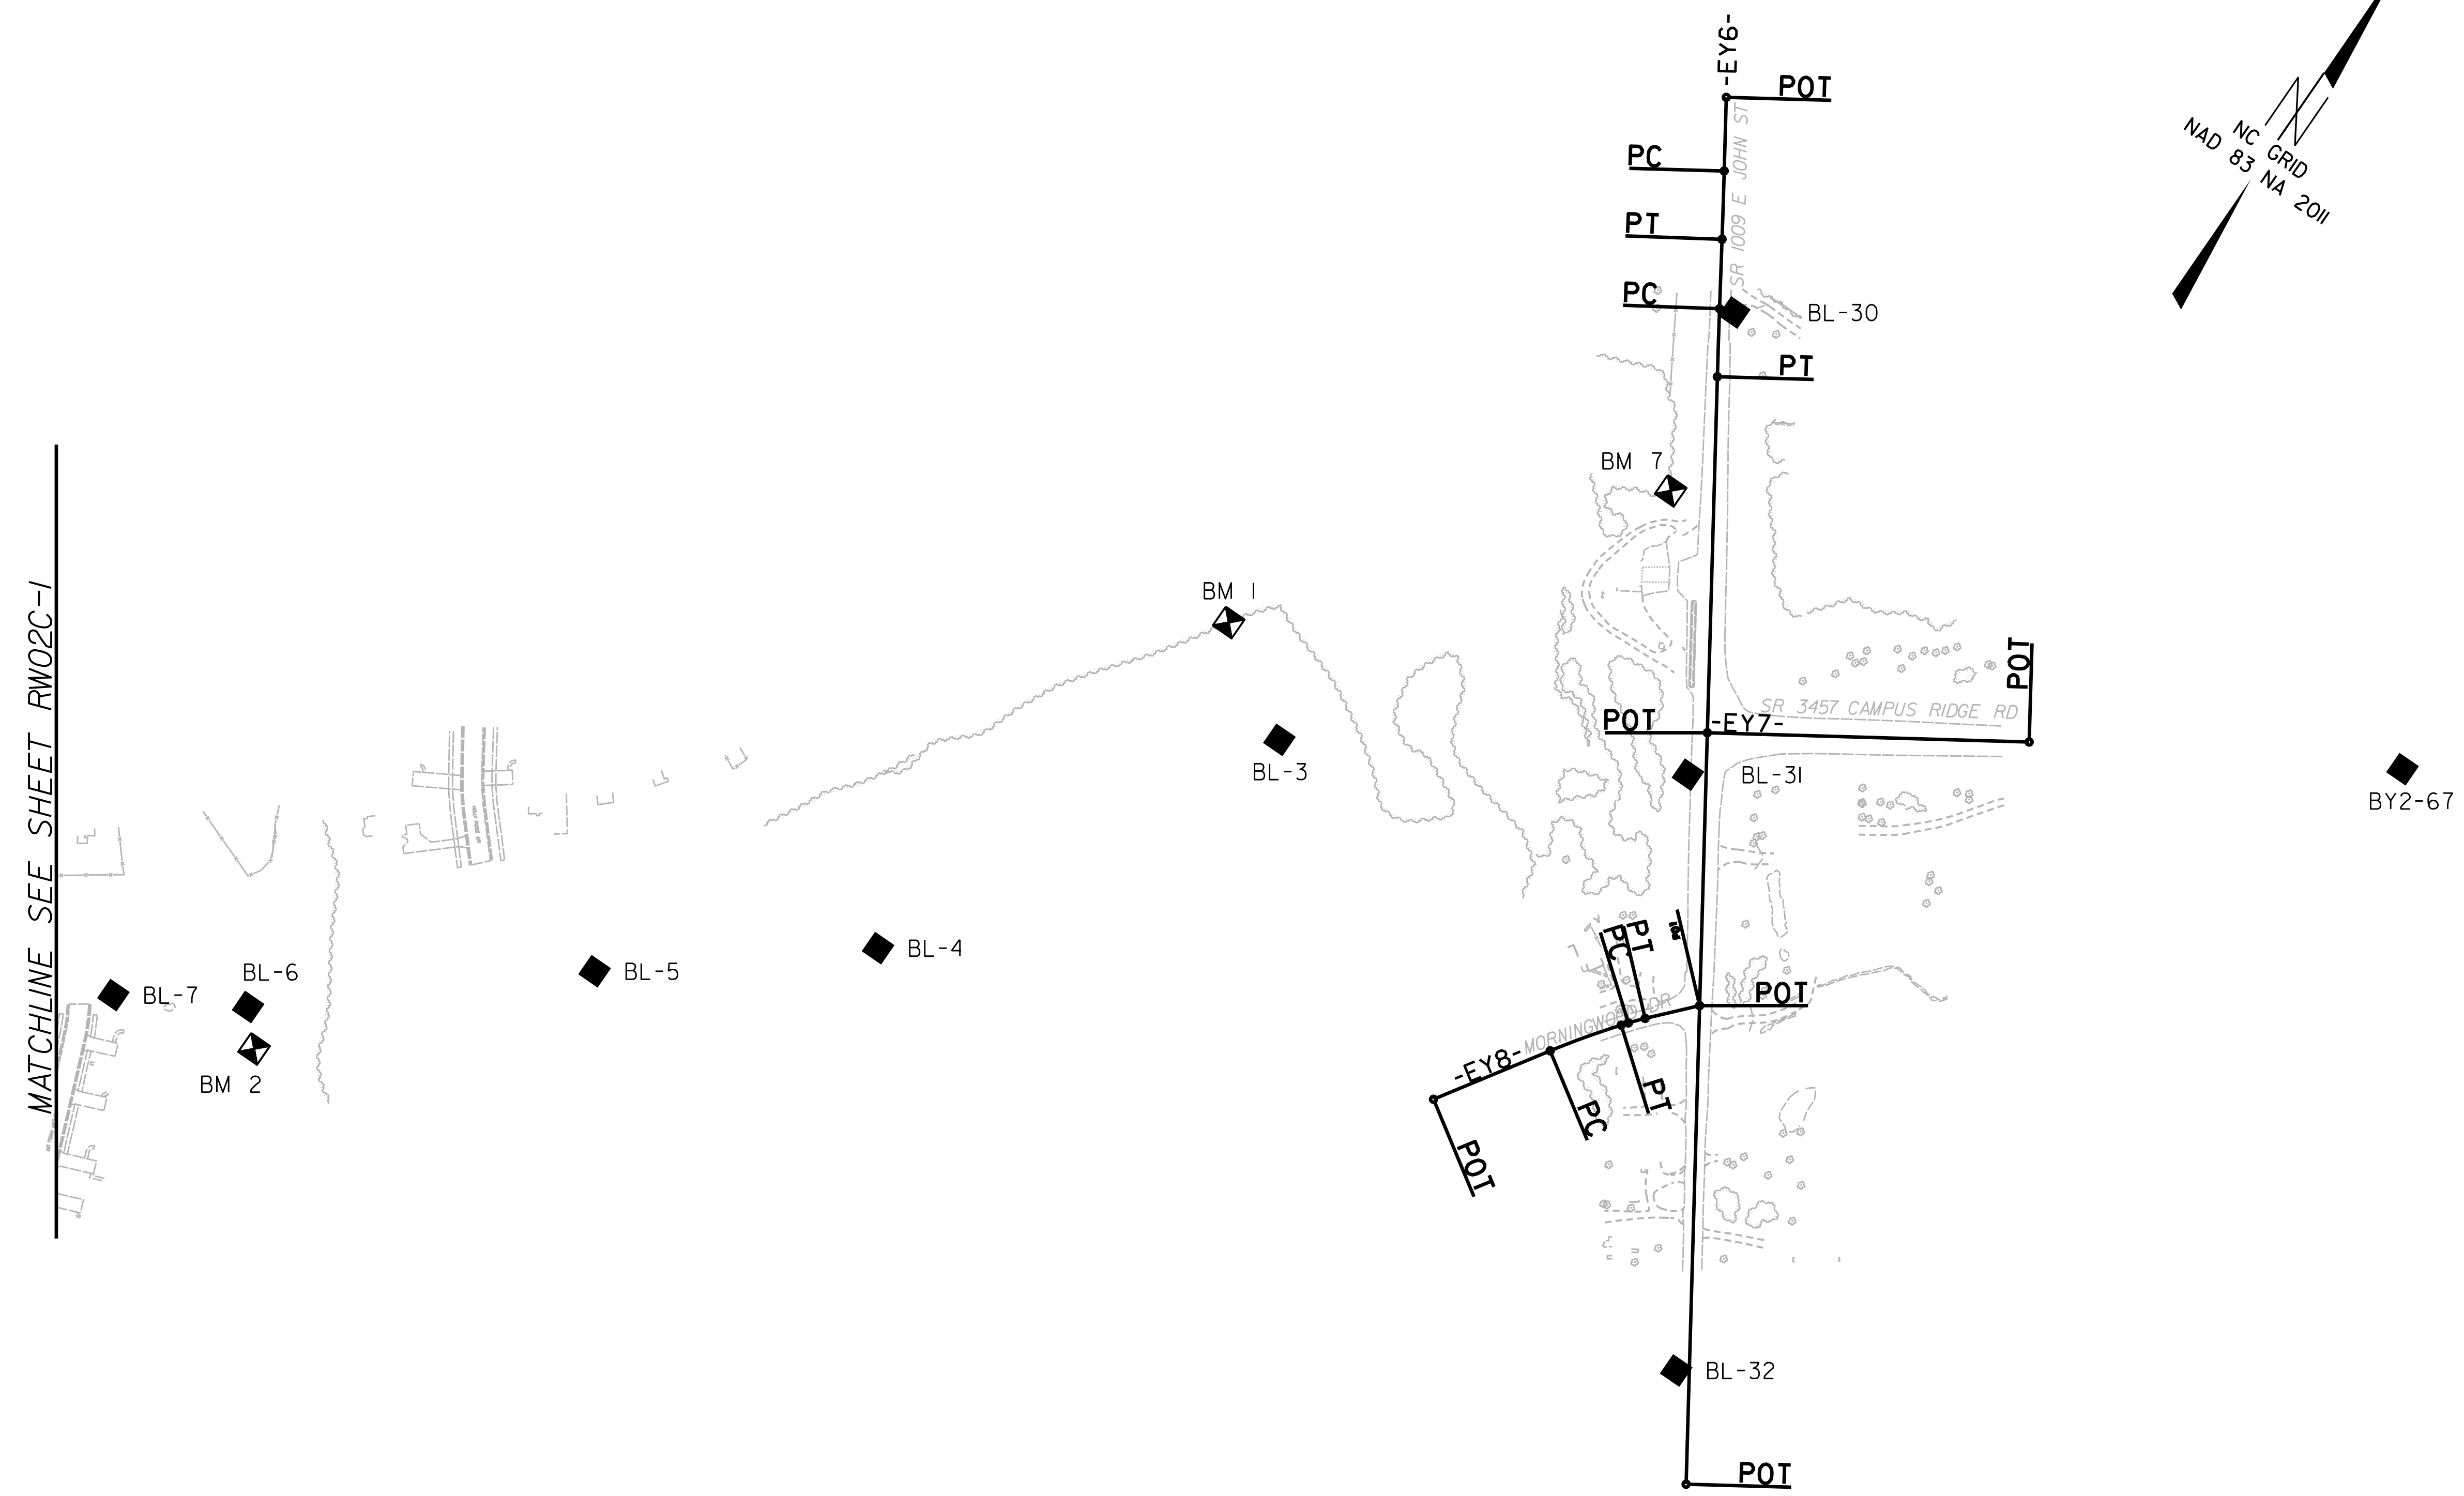 -EY6-
POT
SR 1009 E JOHN ST
PC
PT
PC
BL-30
PT
NC GRID
NAD 83 NA 2011
BM 7
BM 1
MATCHLINE SEE SHEET RW02C-1
POT
SR 3457 CAMPUS RIDGE RD
POT
-EY7-
BL-3
BL-31
BY2-67
BL-4
BL-5
BL-6
BL-7
BM 2
PC
PT
POT
POT
MORNINGWOOD DR
-EY8-
PT
PC
POT
BL-32
POT